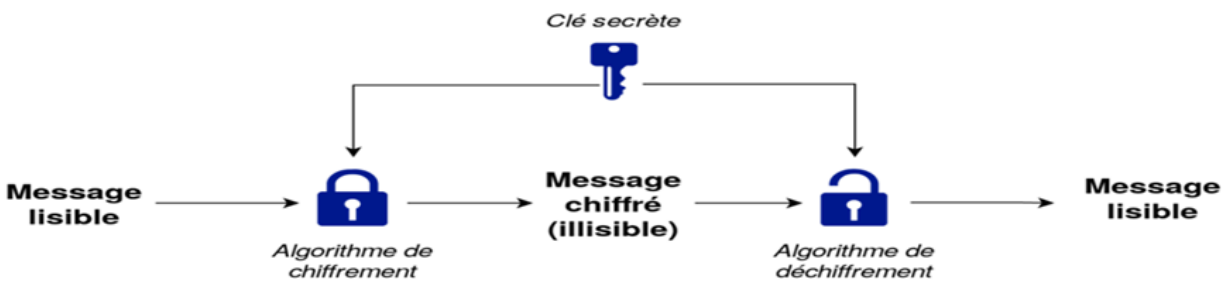 Clé secrète
Message
lisible
Algorithme de
chiffrement
Message
chiffré
(illisible)
Algorithme de
déchiffrement
Message
lisible